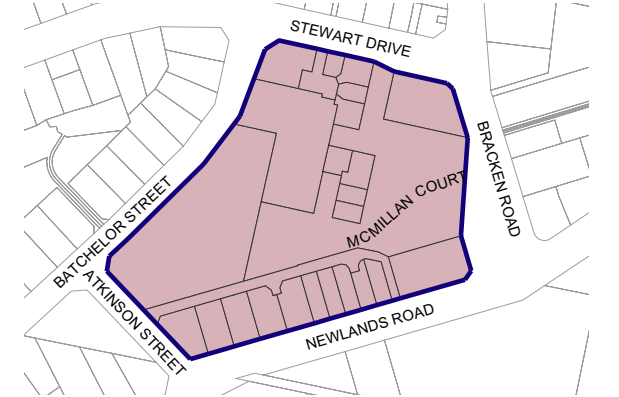 STEWART DRIVE
BRACKEN ROAD
MCMILLAN COURT
BATCHELOR STREET
ATKINSON STREET
NEWLANDS ROAD